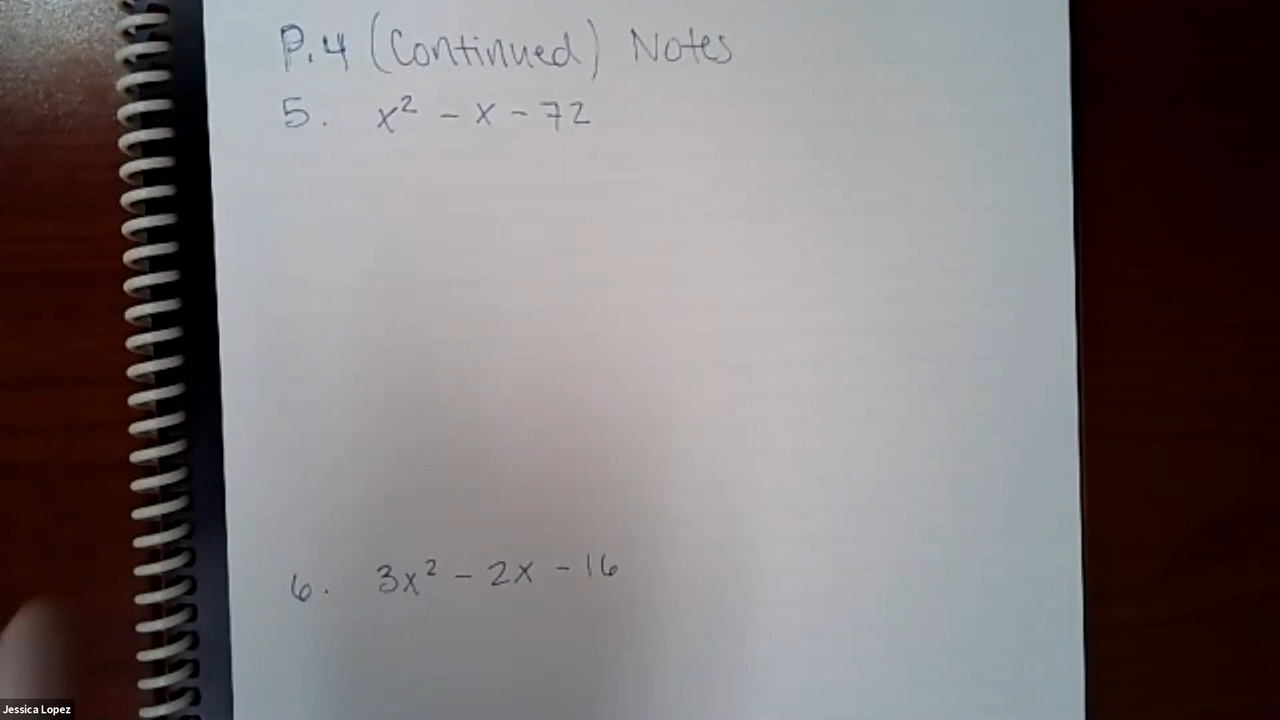 P.4 (Continued) Notes
5. x² - x - 72
6. 3x² - 2x - 16
Jessica Lopez